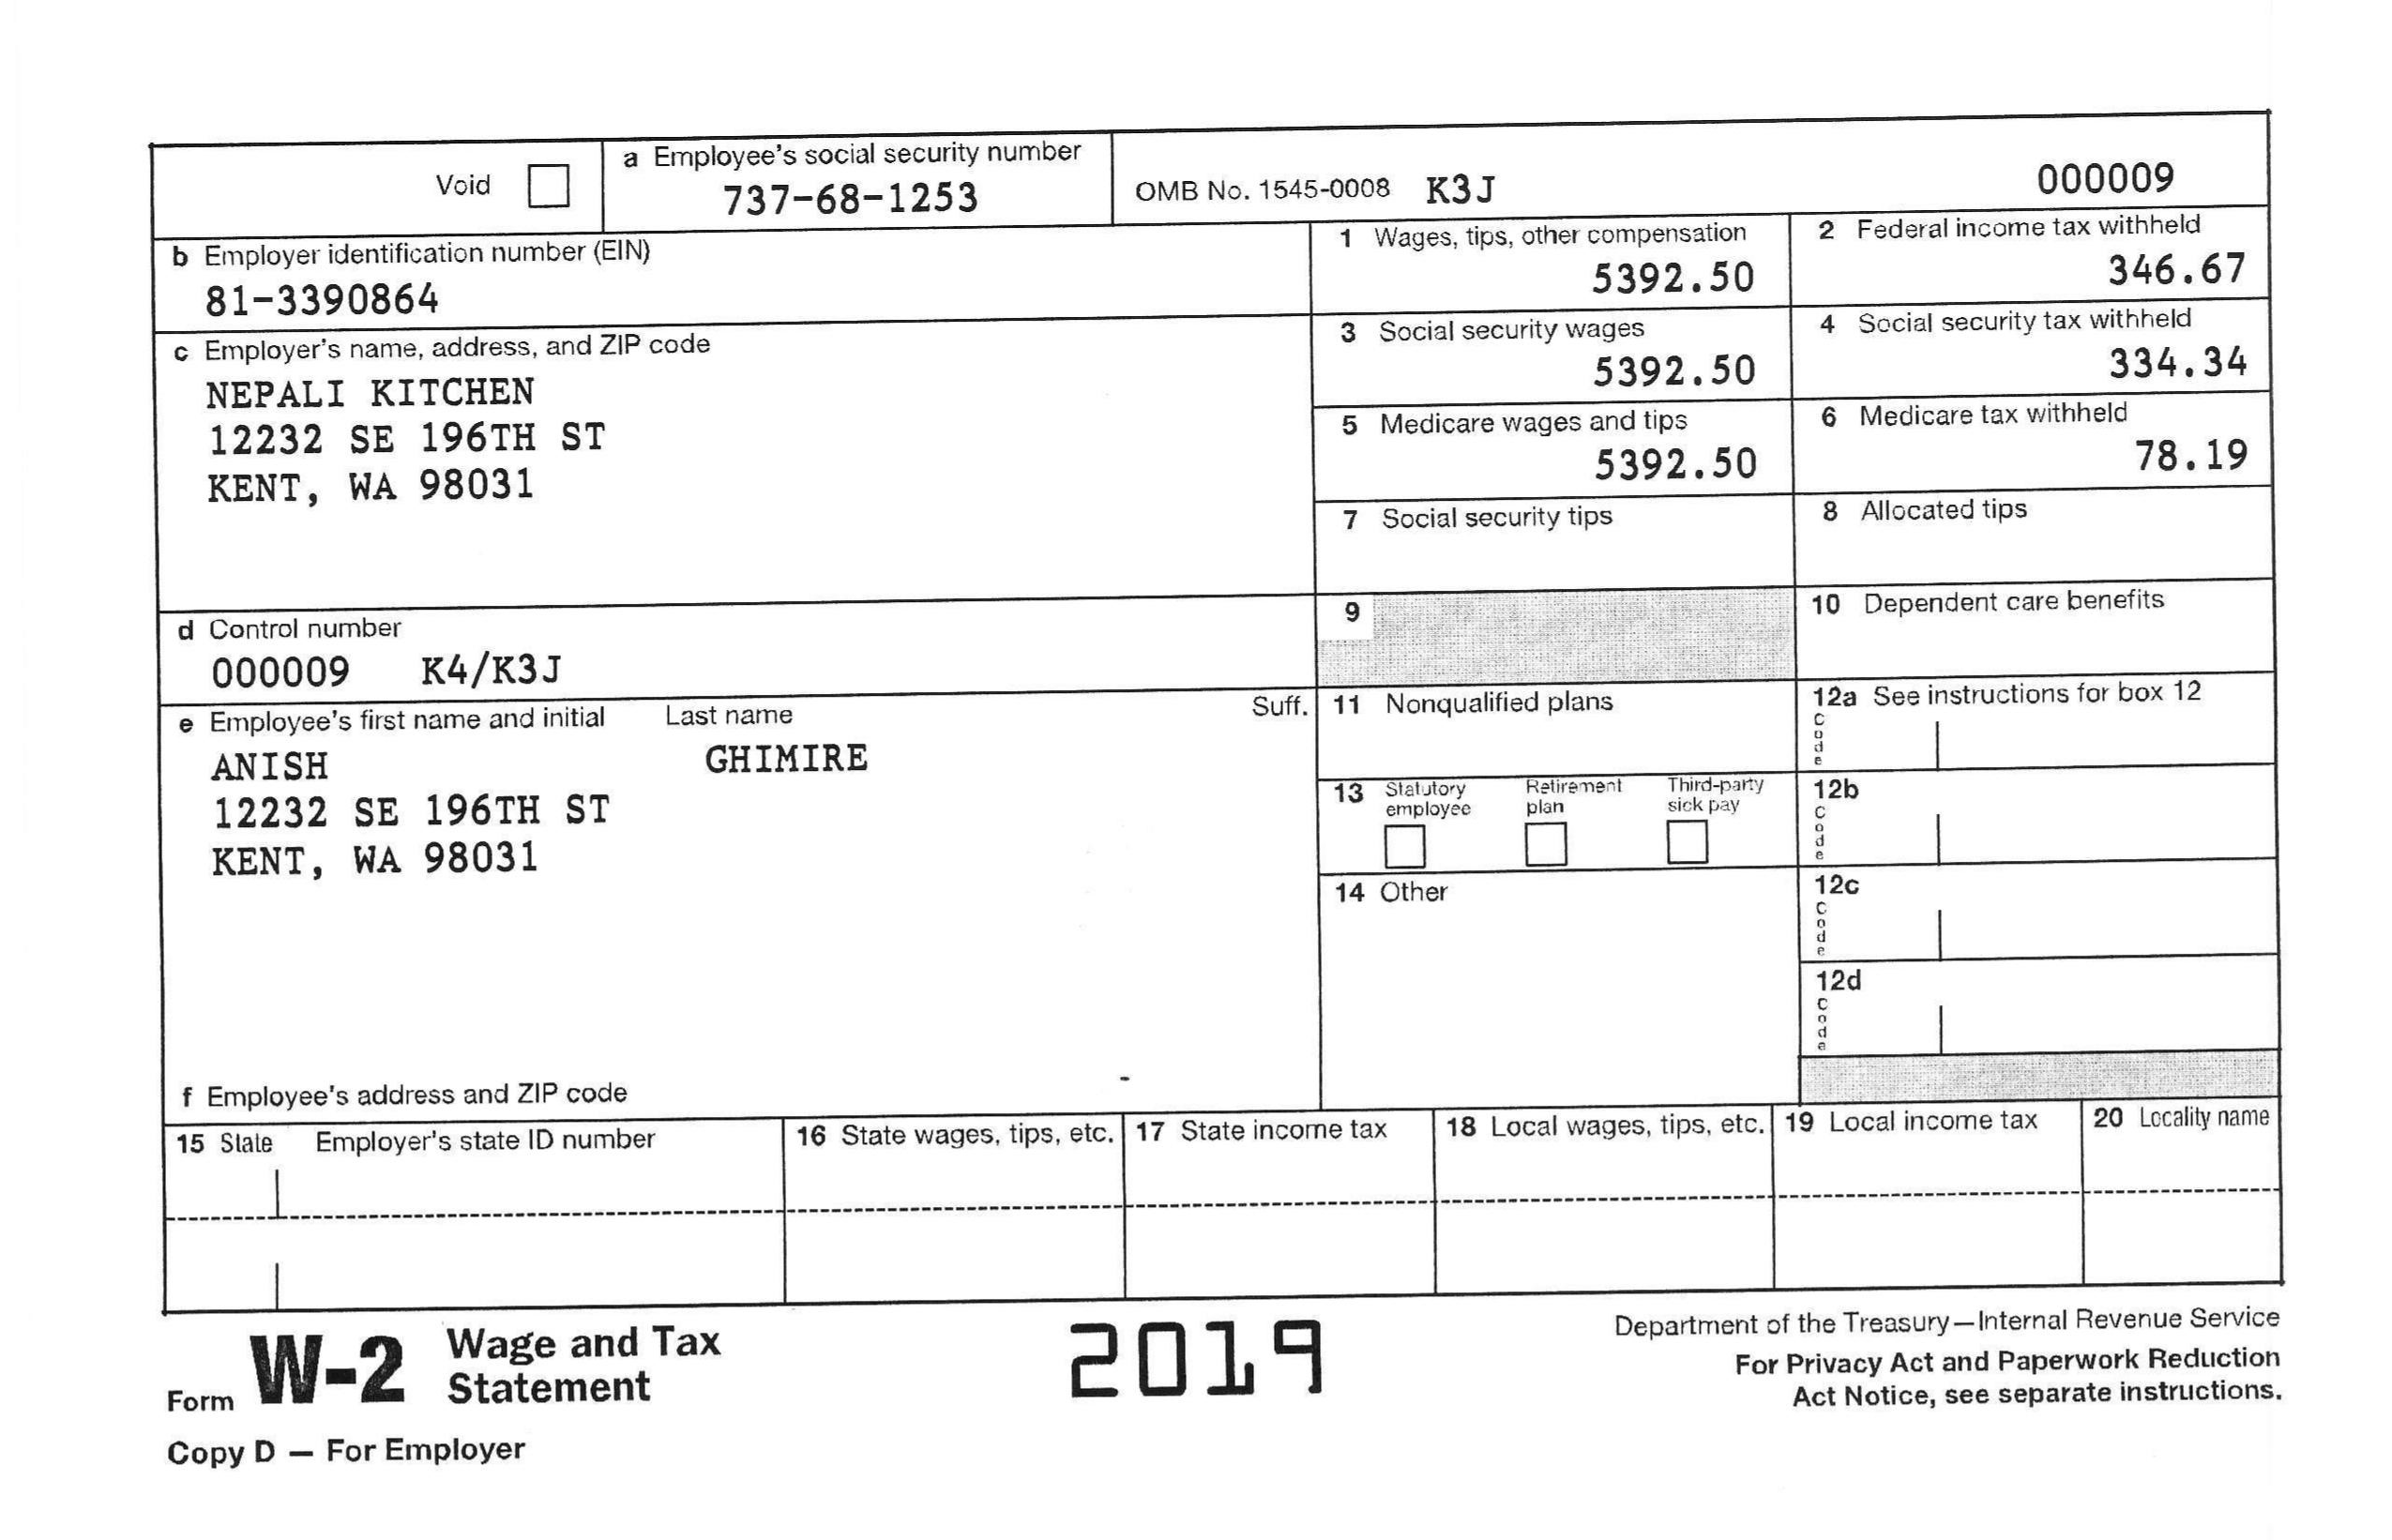 Void
a Employee's social security number
737-68-1253
OMB No. 1545-0008 K3J
000009
b Employer identification number (EIN)
81-3390864
1 Wages, tips, other compensation
5392.50
2 Federal income tax withheld
346.67
c Employer's name, address, and ZIP code
NEPALI KITCHEN
12232 SE 196TH ST
KENT, WA 98031
3 Social security wages
5392.50
4 Social security tax withheld
334.34
5 Medicare wages and tips
5392.50
6 Medicare tax withheld
78.19
7 Social security tips
8 Allocated tips
d Control number
000009 K4/K3J
9
10 Dependent care benefits
e Employee's first name and initial Last name Suff.
ANISH GHIMIRE
12232 SE 196TH ST
KENT, WA 98031
11 Nonqualified plans
12a See instructions for box 12
Code
13 Statutory employee Retirement plan Third-party sick pay
12b
Code
14 Other
12c
Code
12d
Code
f Employee's address and ZIP code
15 State Employer's state ID number
16 State wages, tips, etc.
17 State income tax
18 Local wages, tips, etc.
19 Local income tax
20 Locality name
Form W-2 Wage and Tax Statement
2019
Department of the Treasury—Internal Revenue Service
For Privacy Act and Paperwork Reduction
Act Notice, see separate instructions.
Copy D — For Employer